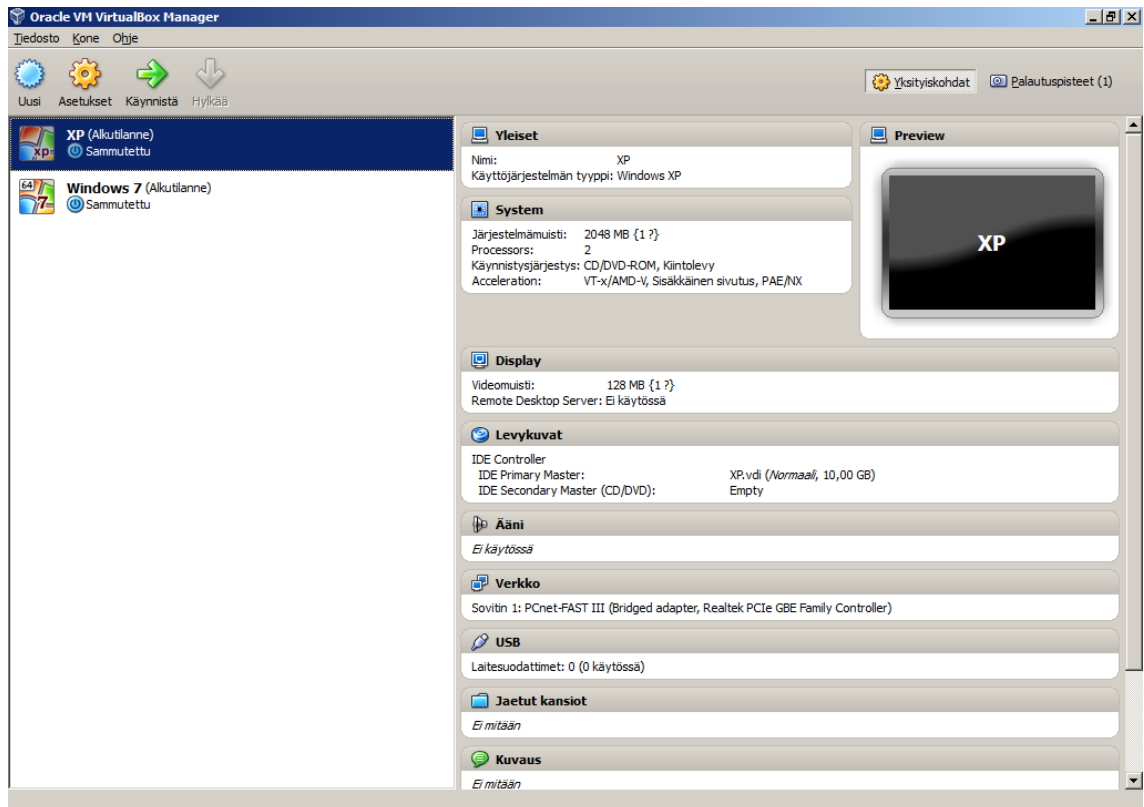 Oracle VM VirtualBox Manager
Tiedosto Kone Ohje
Uusi Asetukset Käynnistä Hylkää
Yksityiskohdat Palautuspisteet (1)
XP (Alkutilanne)
Sammutettu
Windows 7 (Alkutilanne)
Sammutettu
Yleiset
Nimi: XP
Käyttöjärjestelmän tyyppi: Windows XP
System
Järjestelmämuisti: 2048 MB {1 ?}
Processors: 2
Käynnistysjärjestys: CD/DVD-ROM, Kiintolevy
Acceleration: VT-x/AMD-V, Sisäkkäinen sivutus, PAE/NX
Preview
XP
Display
Videomuisti: 128 MB {1 ?}
Remote Desktop Server: Ei käytössä
Levykuvat
IDE Controller
IDE Primary Master: XP.vdi (Normaali, 10,00 GB)
IDE Secondary Master (CD/DVD): Empty
Ääni
Ei käytössä
Verkko
Sovitin 1: PCnet-FAST III (Bridged adapter, Realtek PCIe GBE Family Controller)
USB
Laitesuodattimet: 0 (0 käytössä)
Jaetut kansiot
Ei mitään
Kuvaus
Ei mitään